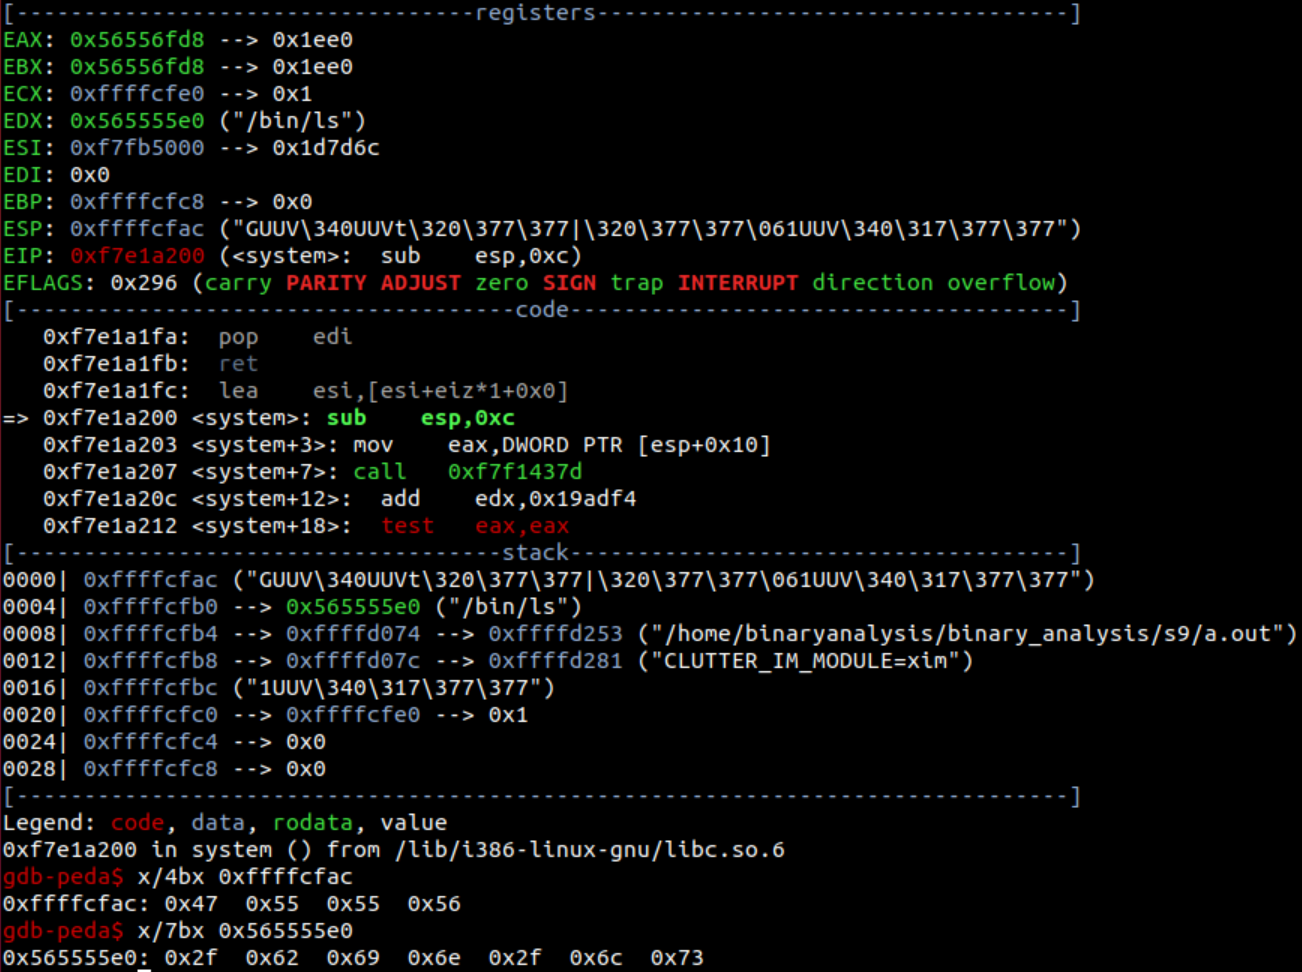 [----------------------------------registers-----------------------------------]
EAX: 0x56556fd8 --> 0x1ee0
EBX: 0x56556fd8 --> 0x1ee0
ECX: 0xffffcfe0 --> 0x1
EDX: 0x565555e0 ("/bin/ls")
ESI: 0xf7fb5000 --> 0x1d7d6c
EDI: 0x0
EBP: 0xffffcfc8 --> 0x0
ESP: 0xffffcfac ("GUUV\340UUVt\320\377\377|\320\377\377\061UUV\340\317\377\377")
EIP: 0xf7e1a200 (<system>:  sub    esp,0xc)
EFLAGS: 0x296 (carry PARITY ADJUST zero SIGN trap INTERRUPT direction overflow)
[-------------------------------------code-------------------------------------]
   0xf7e1a1fa:  pop    edi
   0xf7e1a1fb:  ret
   0xf7e1a1fc:  lea    esi,[esi+eiz*1+0x0]
=> 0xf7e1a200 <system>: sub    esp,0xc
   0xf7e1a203 <system+3>: mov    eax,DWORD PTR [esp+0x10]
   0xf7e1a207 <system+7>: call   0xf7f1437d
   0xf7e1a20c <system+12>:  add    edx,0x19adf4
   0xf7e1a212 <system+18>:  test   eax,eax
[------------------------------------stack-------------------------------------]
0000| 0xffffcfac ("GUUV\340UUVt\320\377\377|\320\377\377\061UUV\340\317\377\377")
0004| 0xffffcfb0 --> 0x565555e0 ("/bin/ls")
0008| 0xffffcfb4 --> 0xffffd074 --> 0xffffd253 ("/home/binaryanalysis/binary_analysis/s9/a.out")
0012| 0xffffcfb8 --> 0xffffd07c --> 0xffffd281 ("CLUTTER_IM_MODULE=xim")
0016| 0xffffcfbc ("1UUV\340\317\377\377")
0020| 0xffffcfc0 --> 0xffffcfe0 --> 0x1
0024| 0xffffcfc4 --> 0x0
0028| 0xffffcfc8 --> 0x0
[------------------------------------------------------------------------------]
Legend: code, data, rodata, value
0xf7e1a200 in system () from /lib/i386-linux-gnu/libc.so.6
gdb-peda$ x/4bx 0xffffcfac
0xffffcfac: 0x47  0x55  0x55  0x56
gdb-peda$ x/7bx 0x565555e0
0x565555e0: 0x2f  0x62  0x69  0x6e  0x2f  0x6c  0x73